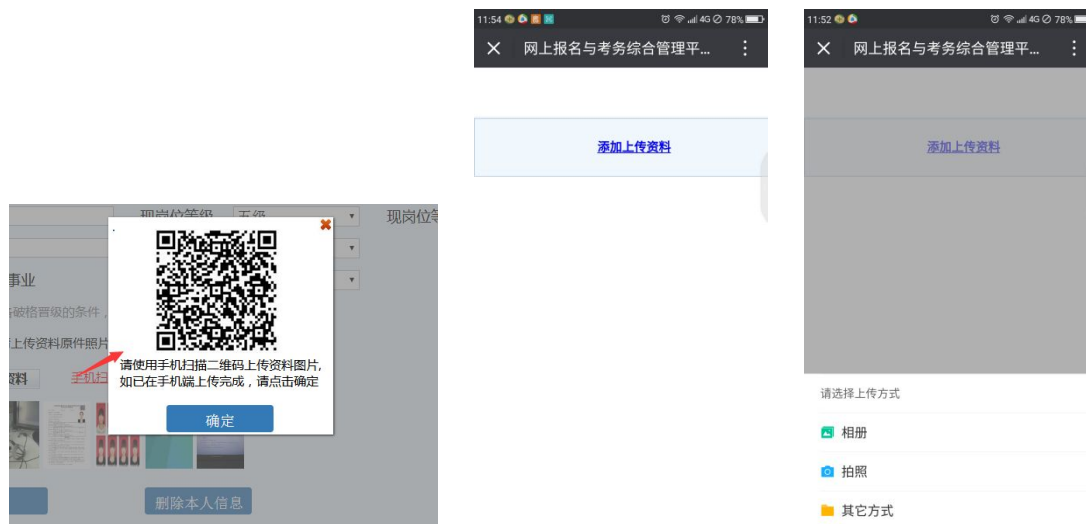 现岗位等级 五级 现岗位等
事业
破格晋级的条件，
上传资料原件照片
资料 手机扫
请使用手机扫描二维码上传资料图片,
如已在手机端上传完成，请点击确定
确定
删除本人信息
11:54 4G 78%
网上报名与考务综合管理平...
添加上传资料
11:52 4G 78%
网上报名与考务综合管理平...
添加上传资料
请选择上传方式
相册
拍照
其它方式